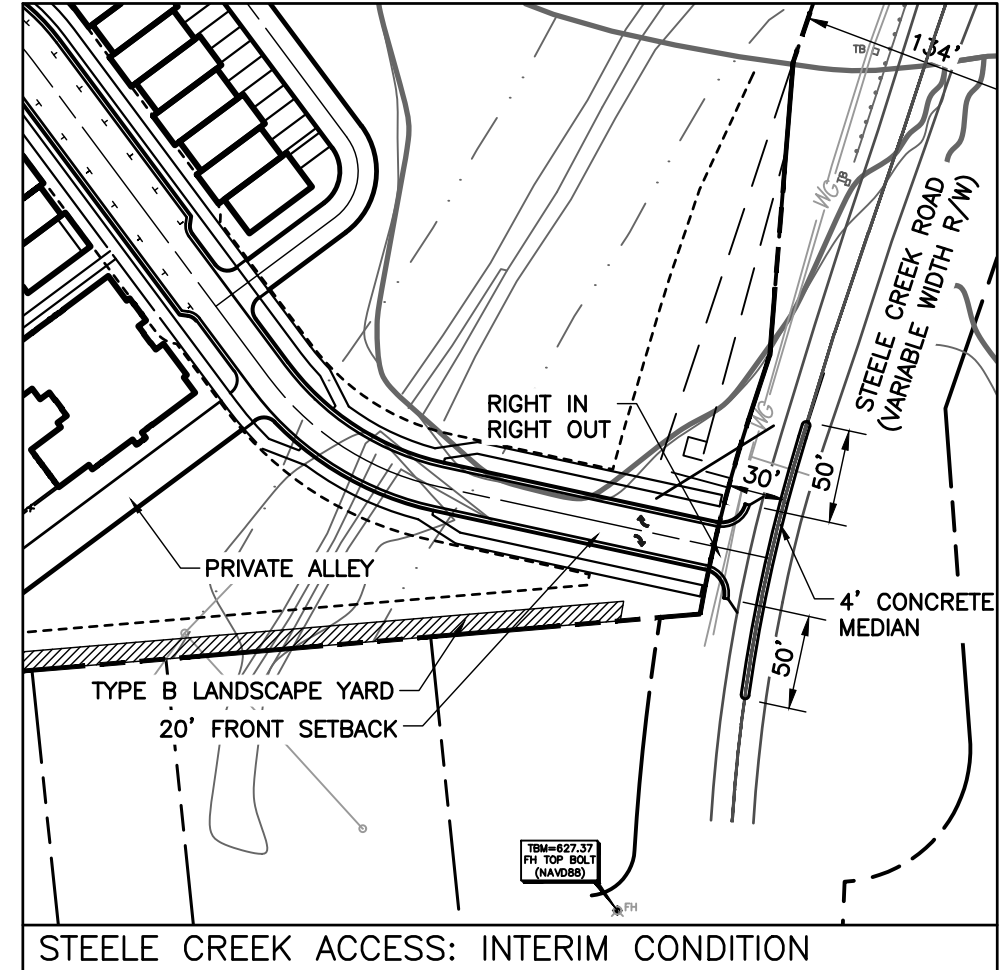 TB
134'
TB
WG
STEELE CREEK ROAD
(VARIABLE WIDTH R/W)
RIGHT IN
RIGHT OUT
WG
30'
50'
PRIVATE ALLEY
4' CONCRETE
MEDIAN
50'
TYPE B LANDSCAPE YARD
20' FRONT SETBACK
TBM=627.37
FH TOP BOLT
(NAVD88)
FH
STEELE CREEK ACCESS: INTERIM CONDITION